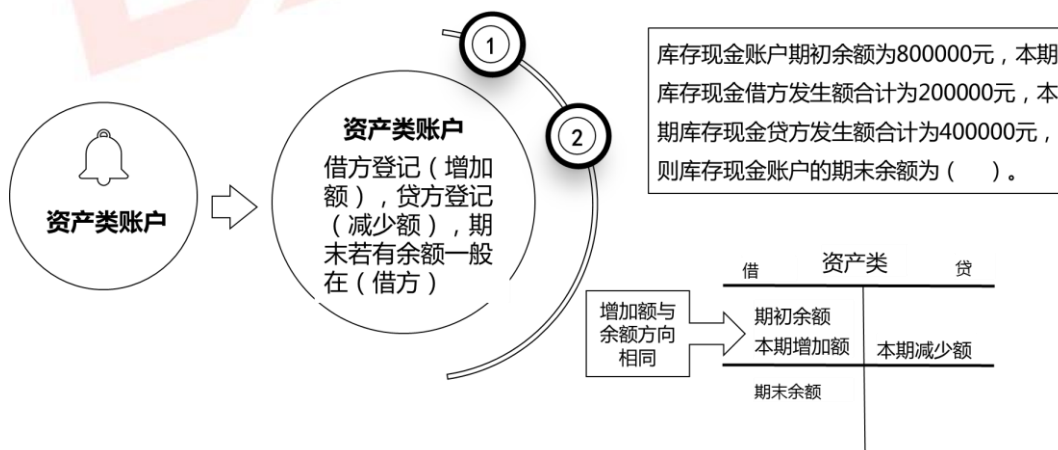 1
库存现金账户期初余额为800000元，本期
库存现金借方发生额合计为200000元，本
期库存现金贷方发生额合计为400000元，
则库存现金账户的期末余额为（　）。
2
资产类账户
资产类账户
借方登记（增加
额），贷方登记
（减少额），期
末若有余额一般
在（借方）
借 资产类 贷
增加额与
余额方向
相同
期初余额
本期增加额 本期减少额
期末余额